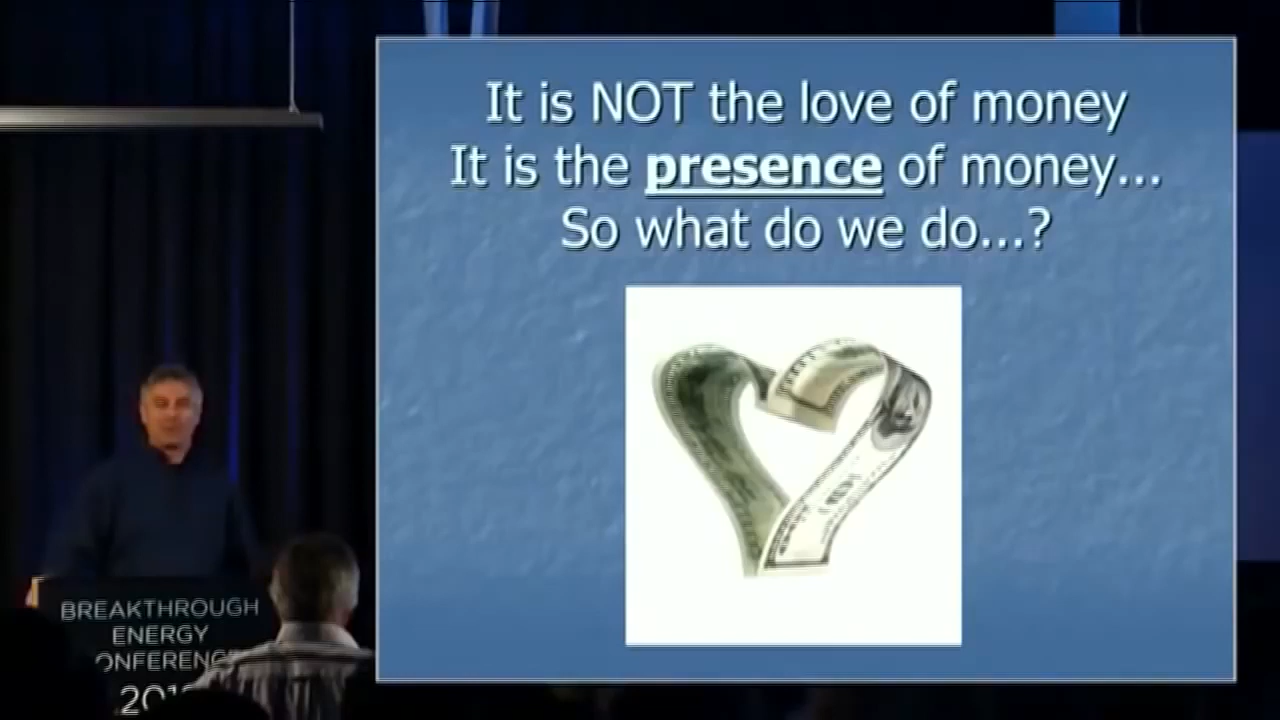 It is NOT the love of money
It is the presence of money...
So what do we do...?
BREAKTHROUGH
ENERGY
CONFERENCE